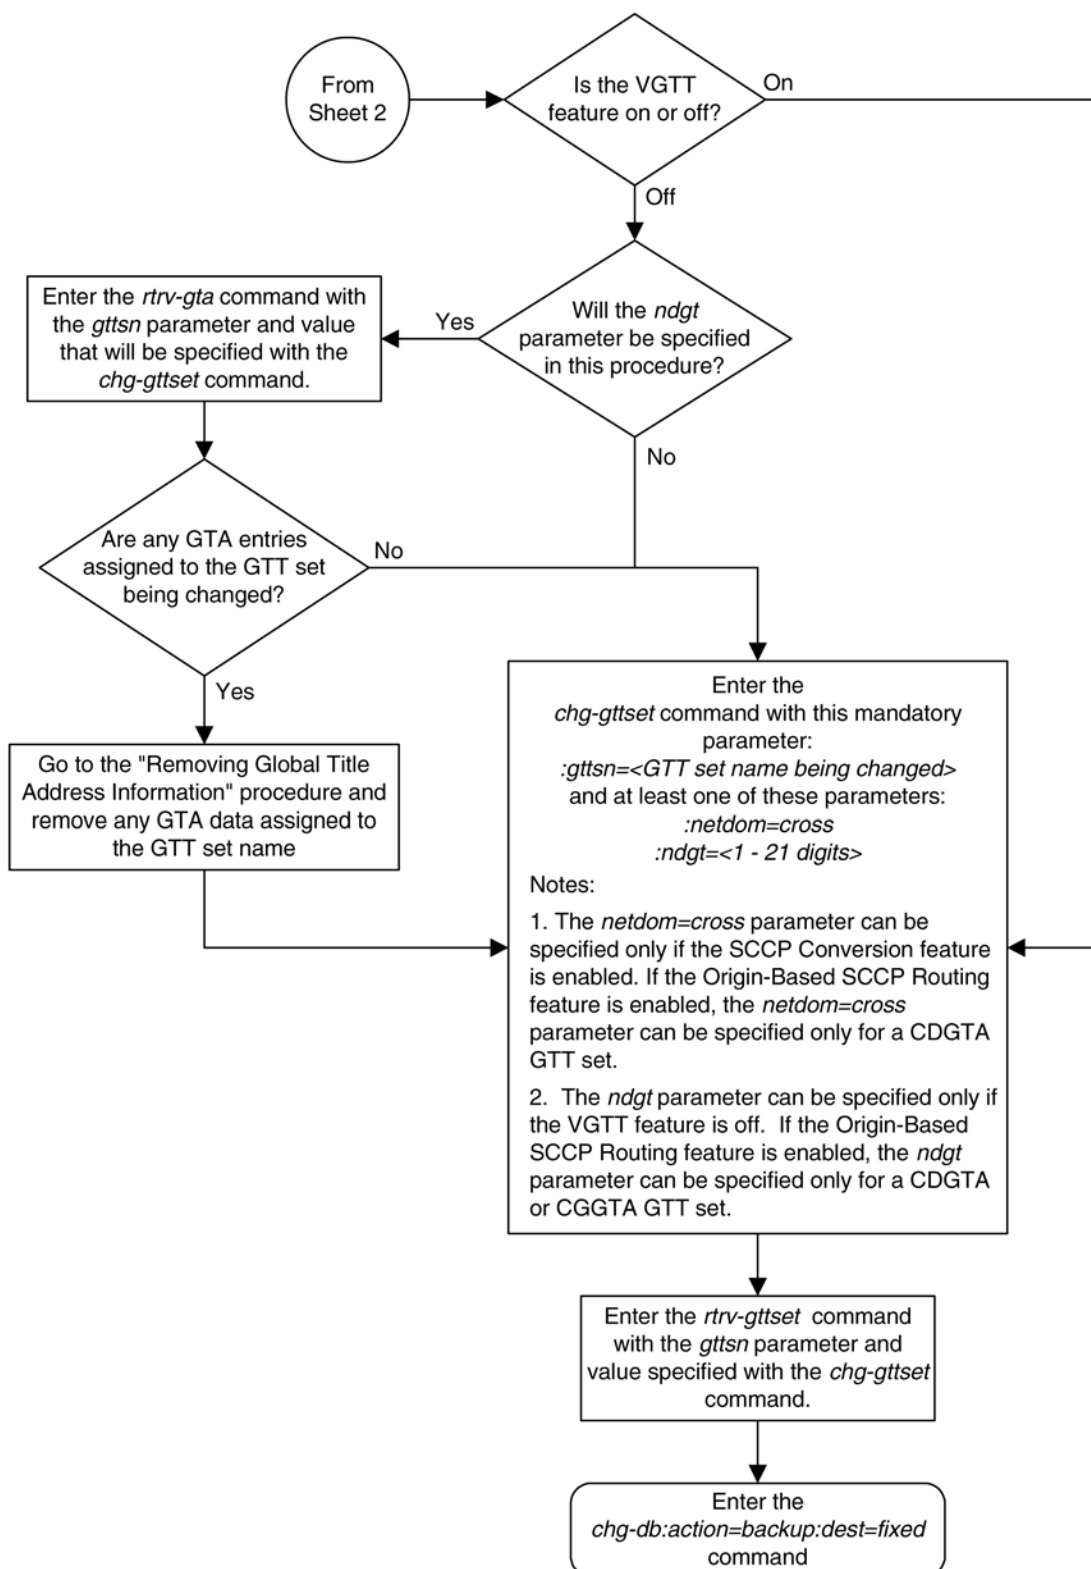 From
Sheet 2
Is the VGTT
feature on or off?
On
Off
Will the ndgt
parameter be specified
in this procedure?
Yes
No
Enter the rtrv-gta command with
the gttsn parameter and value
that will be specified with the
chg-gttset command.
Are any GTA entries
assigned to the GTT set
being changed?
No
Yes
Go to the "Removing Global Title
Address Information" procedure and
remove any GTA data assigned to
the GTT set name
Enter the
chg-gttset command with this mandatory
parameter:
:gttsn=<GTT set name being changed>
and at least one of these parameters:
:netdom=cross
:ndgt=<1 - 21 digits>
Notes:
1. The netdom=cross parameter can be
specified only if the SCCP Conversion feature
is enabled. If the Origin-Based SCCP Routing
feature is enabled, the netdom=cross
parameter can be specified only for a CDGTA
GTT set.
2. The ndgt parameter can be specified only if
the VGTT feature is off. If the Origin-Based
SCCP Routing feature is enabled, the ndgt
parameter can be specified only for a CDGTA
or CGGTA GTT set.
Enter the rtrv-gttset command
with the gttsn parameter and
value specified with the chg-gttset
command.
Enter the
chg-db:action=backup:dest=fixed
command